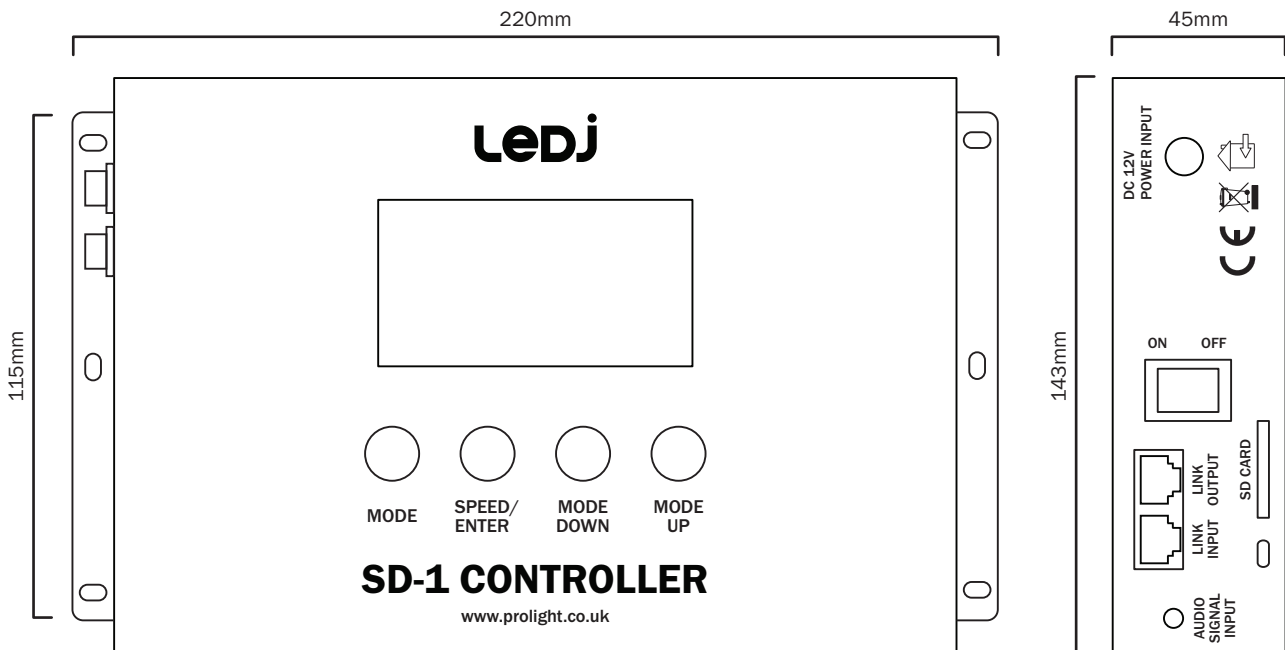 220mm
45mm
LEDJ
115mm
MODE
SPEED/
ENTER
MODE
DOWN
MODE
UP
SD-1 CONTROLLER
www.prolight.co.uk
143mm
DC 12V
POWER INPUT
CE
ON
OFF
LINK
OUTPUT
SD CARD
LINK
INPUT
AUDIO
SIGNAL
INPUT